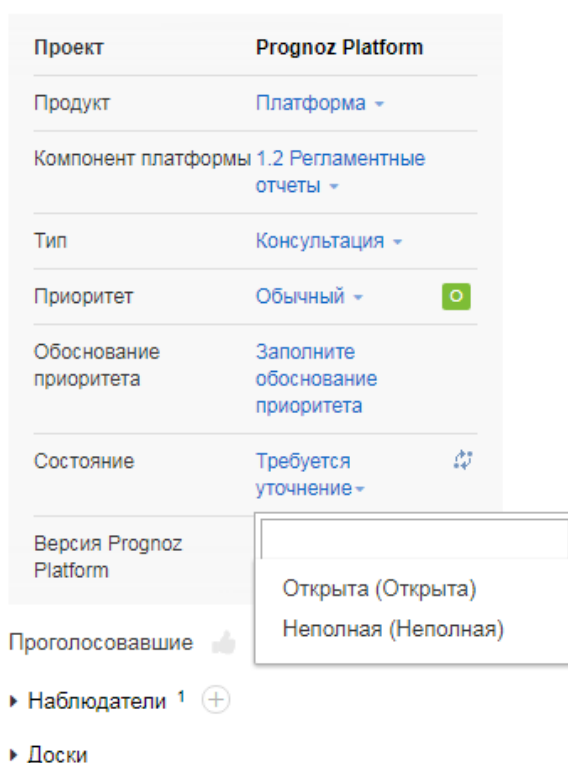 Проект Prognoz Platform
Продукт Платформа
Компонент платформы 1.2 Регламентные
отчеты
Тип Консультация
Приоритет Обычный О
Обоснование Заполните
приоритета обоснование
приоритета
Состояние Требуется
уточнение
Версия Prognoz
Platform
Открыта (Открыта)
Неполная (Неполная)
Проголосовавшие
Наблюдатели 1
Доски